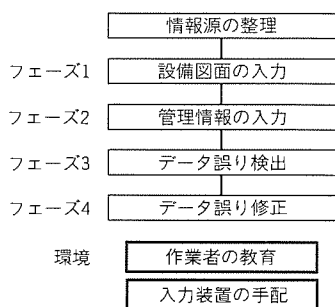 情報源の整理
フェーズ1 設備図面の入力
フェーズ2 管理情報の入力
フェーズ3 データ誤り検出
フェーズ4 データ誤り修正
環境 作業者の教育
入力装置の手配